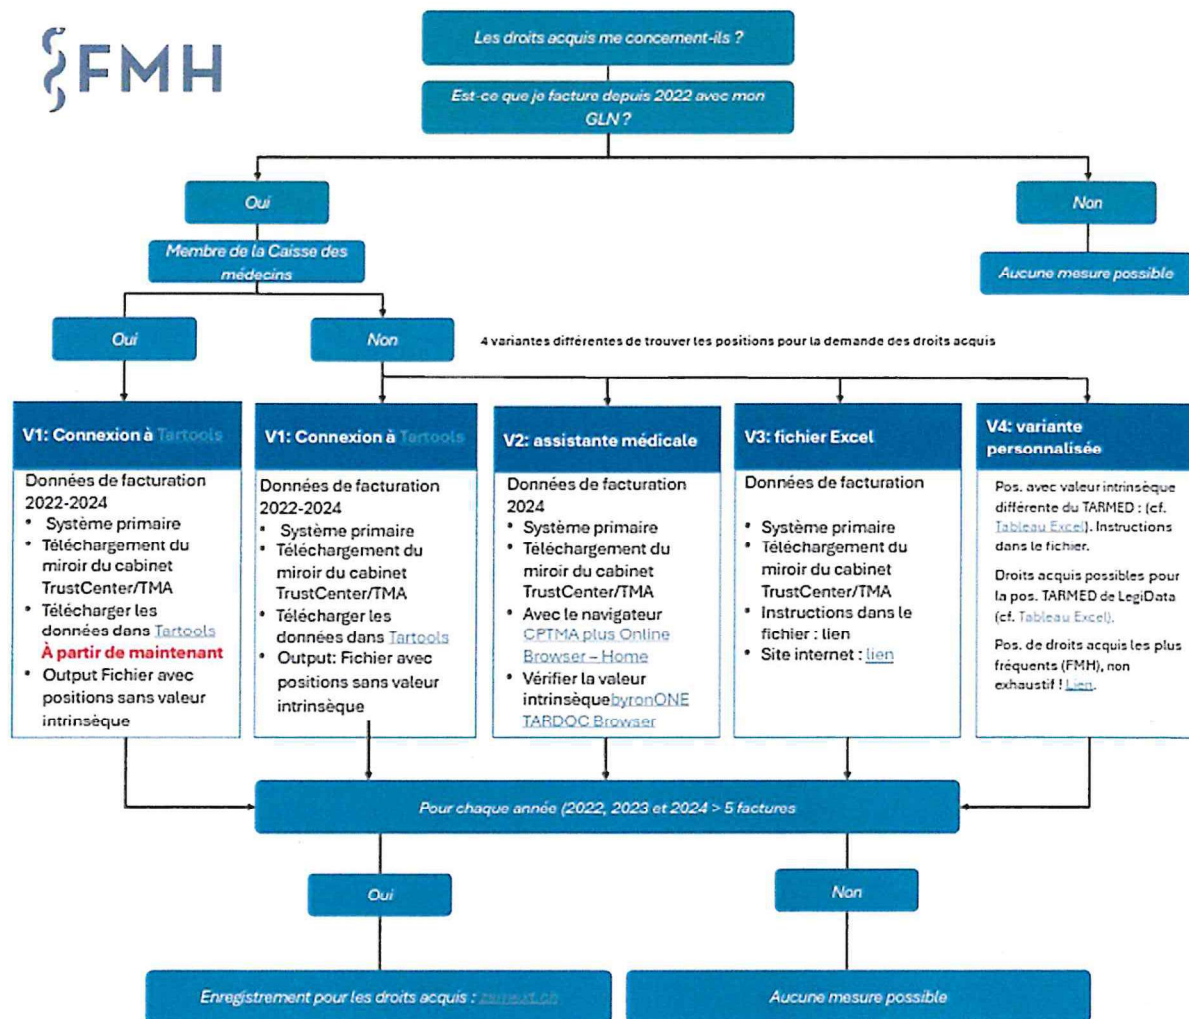 FMH
Les droits acquis me concernent-ils ?
Est-ce que je facture depuis 2022 avec mon
GLN ?
Oui
Non
Membre de la Caisse des
médecins
Aucune mesure possible
Oui
Non
4 variantes différentes de trouver les positions pour la demande des droits acquis
V1: Connexion à Tartools
Données de facturation
2022-2024
• Système primaire
• Téléchargement du
miroir du cabinet
TrustCenter/TMA
• Télécharger les
données dans Tartools
À partir de maintenant
• Output Fichier avec
positions sans valeur
intrinsèque
V1: Connexion à Tartools
Données de facturation
2022-2024
• Système primaire
• Téléchargement du
miroir du cabinet
TrustCenter/TMA
• Télécharger les
données dans Tartools
• Output: Fichier avec
positions sans valeur
intrinsèque
V2: assistante médicale
Données de facturation
2024
• Système primaire
• Téléchargement du
miroir du cabinet
TrustCenter/TMA
• Avec le navigateur
CPTMA plus Online
Browser – Home
• Vérifier la valeur
intrinsèquebyronONE
TARDOC Browser
V3: fichier Excel
Données de facturation
• Système primaire
• Téléchargement du
miroir du cabinet
TrustCenter/TMA
• Instructions dans le
fichier : lien
• Site internet : lien
V4: variante
personnalisée
Pos. avec valeur intrinsèque
différente du TARMED : (cf.
Tableau Excel). Instructions
dans le fichier.
Droits acquis possibles pour
la pos. TARMED de LegiData
(cf. Tableau Excel).
Pos. de droits acquis les plus
fréquents (FMH), non
exhaustif ! Lien.
Pour chaque année (2022, 2023 et 2024 > 5 factures
Oui
Non
Enregistrement pour les droits acquis :
Aucune mesure possible